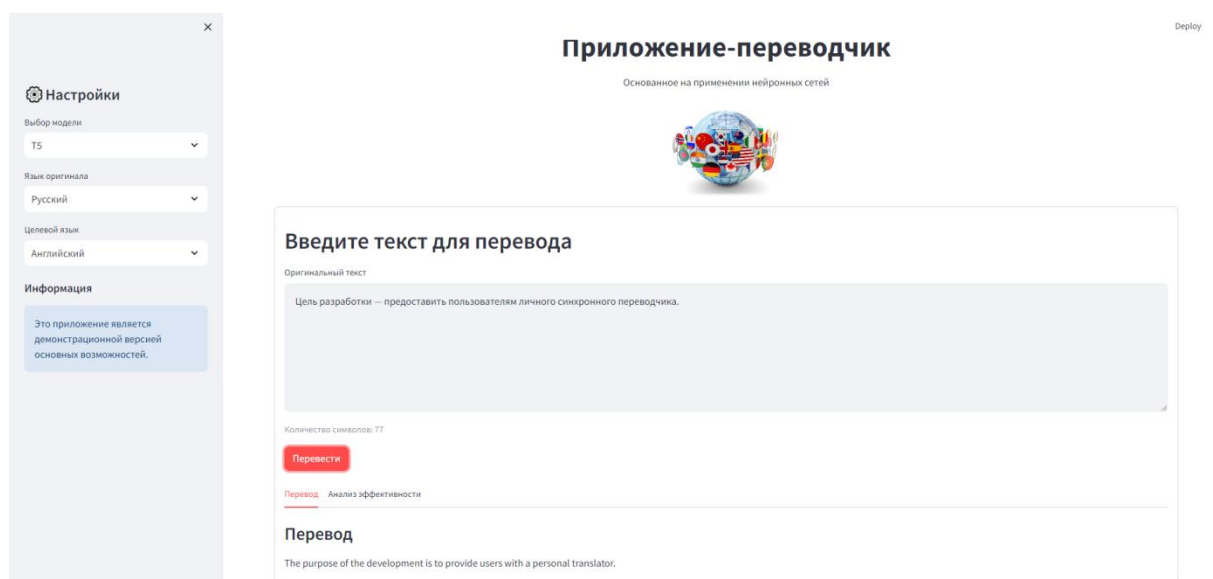 Deploy
Приложение-переводчик
Основанное на применении нейронных сетей
Настройки
Выбор модели
T5
Язык оригинала
Русский
Целевой язык
Английский
Информация
Это приложение является
демонстрационной версией
основных возможностей.
Введите текст для перевода
Оригинальный текст
Цель разработки — предоставить пользователям личного синхронного переводчика.
Количество символов: 77
Перевести
Перевод Анализ эффективности
Перевод
The purpose of the development is to provide users with a personal translator.